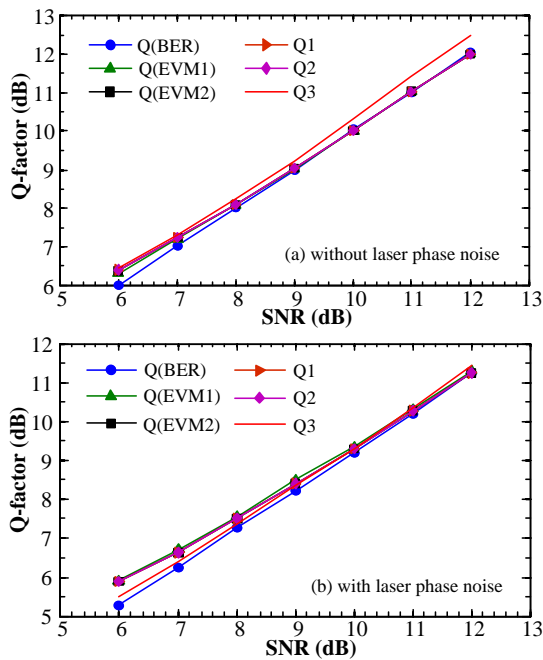 13
12
11
10
9
8
7
6
Q-factor (dB)
Q(BER)
Q(EVM1)
Q(EVM2)
Q1
Q2
Q3
(a) without laser phase noise
5 6 7 8 9 10 11 12 13
SNR (dB)
12
11
10
9
8
7
6
5
Q-factor (dB)
Q(BER)
Q(EVM1)
Q(EVM2)
Q1
Q2
Q3
(b) with laser phase noise
5 6 7 8 9 10 11 12 13
SNR (dB)